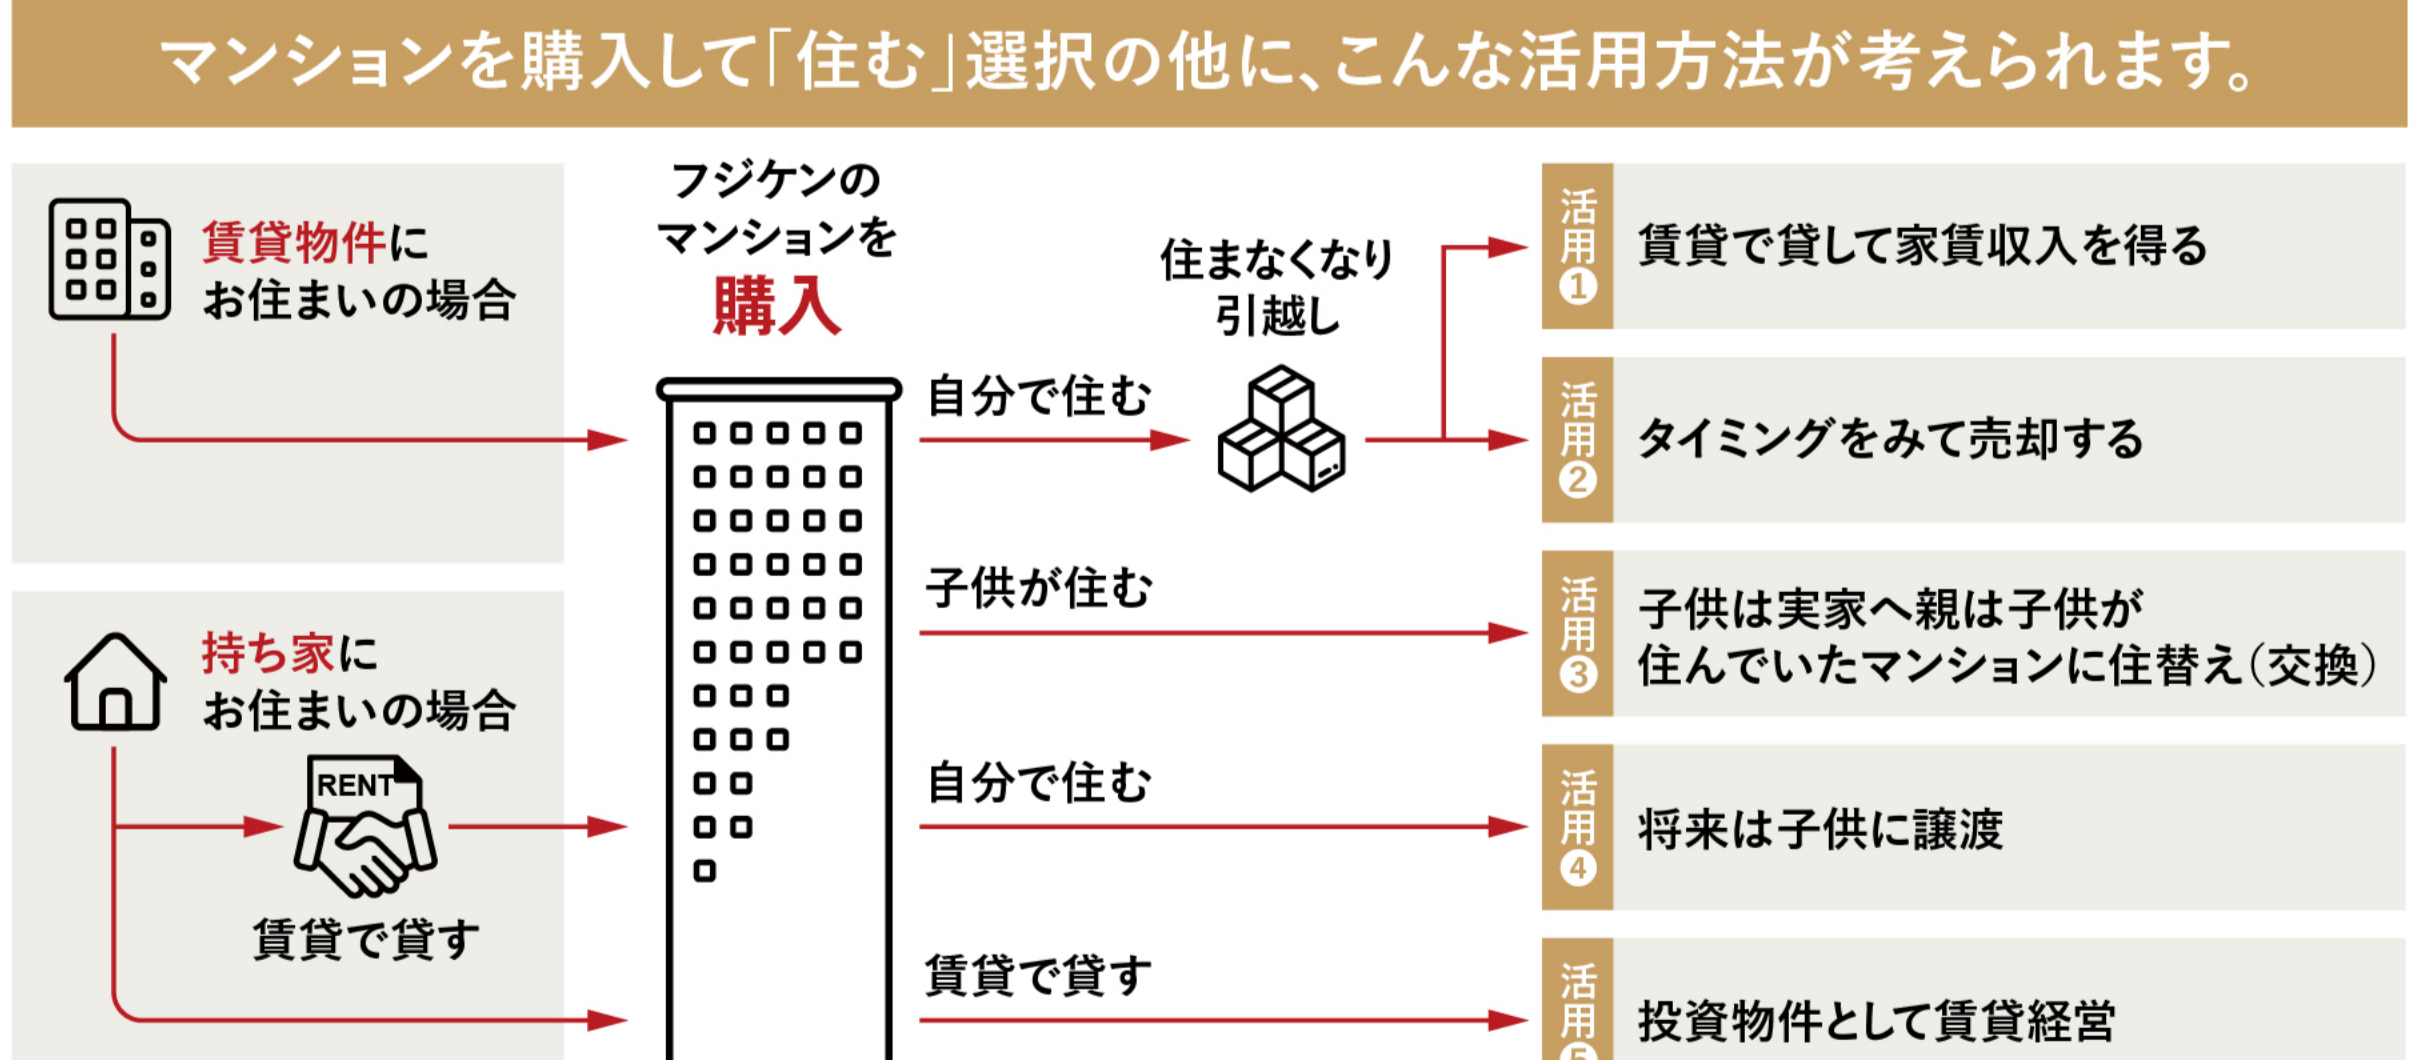 マンションを購入して「住む」選択の他に、こんな活用方法が考えられます。
賃貸物件に
お住まいの場合
持ち家に
お住まいの場合
RENT
賃貸で貸す
フジケンの
マンションを
購入
自分で住む
住まなくなり
引越し
子供が住む
自分で住む
賃貸で貸す
活用1
賃貸で貸して家賃収入を得る
活用2
タイミングをみて売却する
活用3
子供は実家へ親は子供が
住んでいたマンションに住替え(交換)
活用4
将来は子供に譲渡
活用5
投資物件として賃貸経営